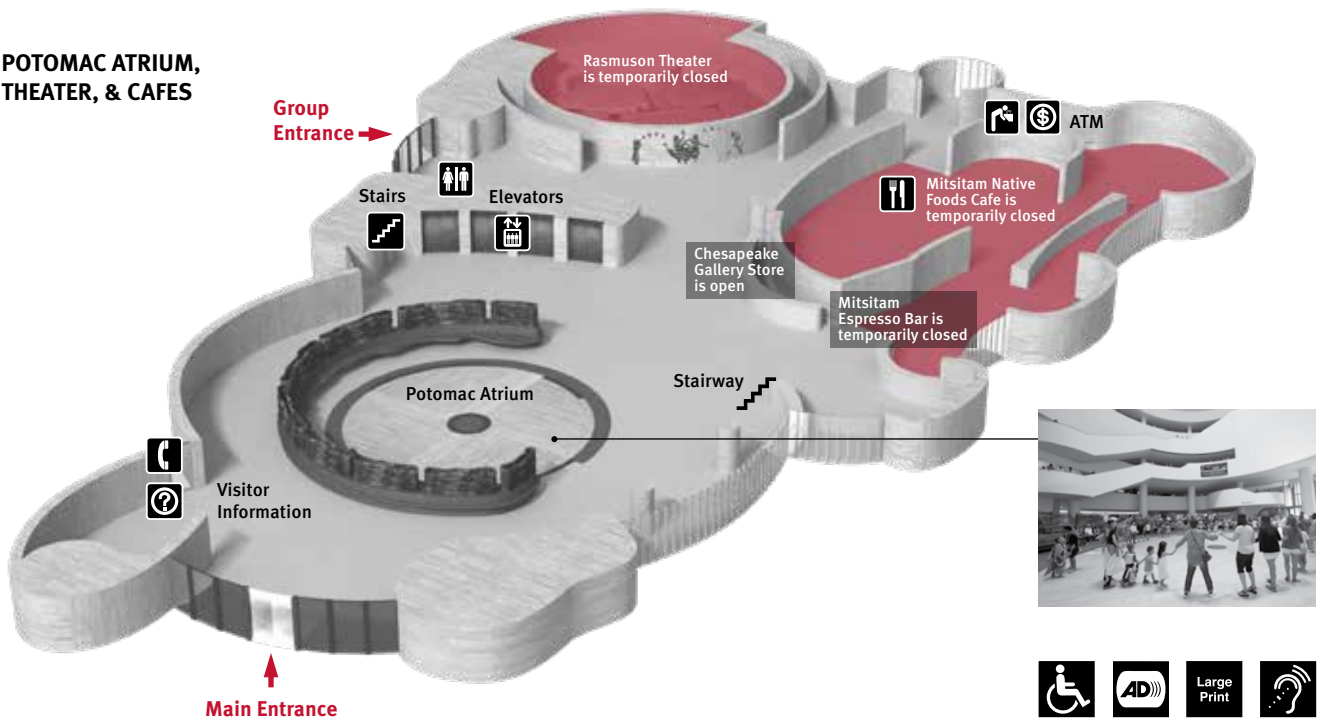 POTOMAC ATRIUM,
THEATER, & CAFES
Group
Entrance
Rasmuson Theater
is temporarily closed
ATM
Stairs
Elevators
Mitsitam Native
Foods Cafe is
temporarily closed
Chesapeake
Gallery Store
is open
Mitsitam
Espresso Bar is
temporarily closed
Potomac Atrium
Stairway
Visitor
Information
Main Entrance
AD
Large
Print